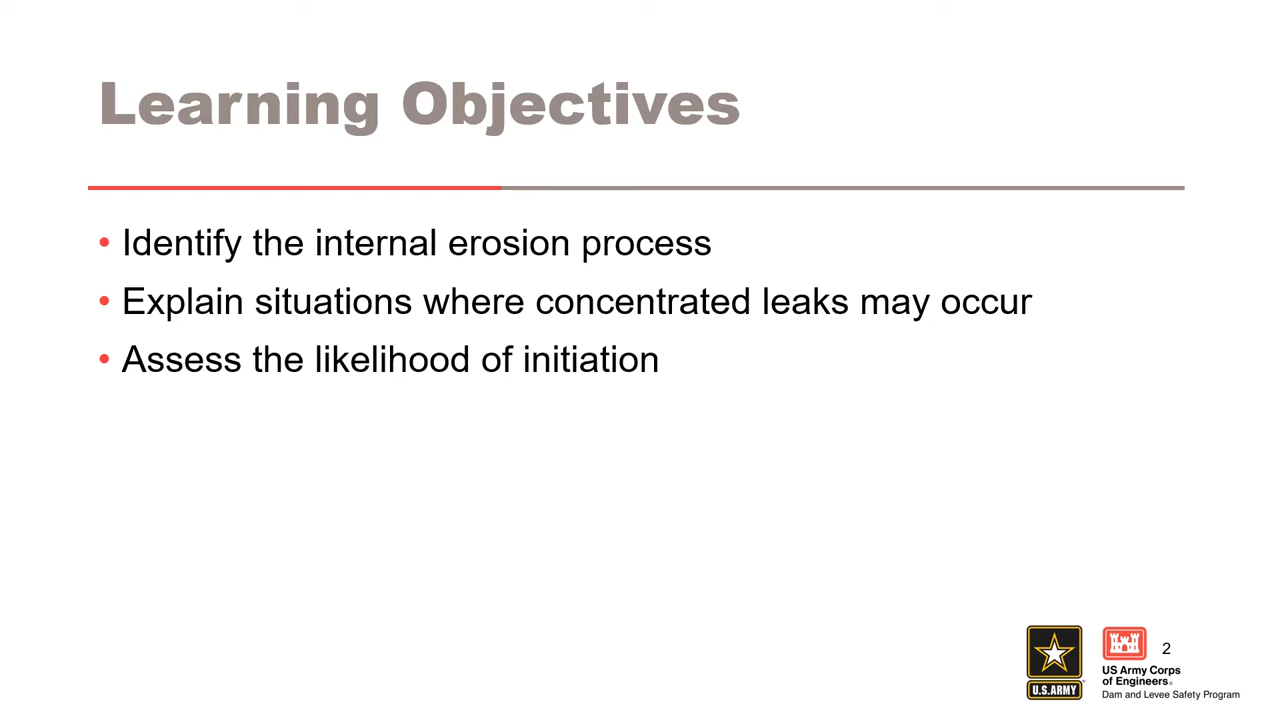 Learning Objectives
• Identify the internal erosion process
• Explain situations where concentrated leaks may occur
• Assess the likelihood of initiation
U.S.ARMY
US Army Corps
of Engineers®
Dam and Levee Safety Program
2